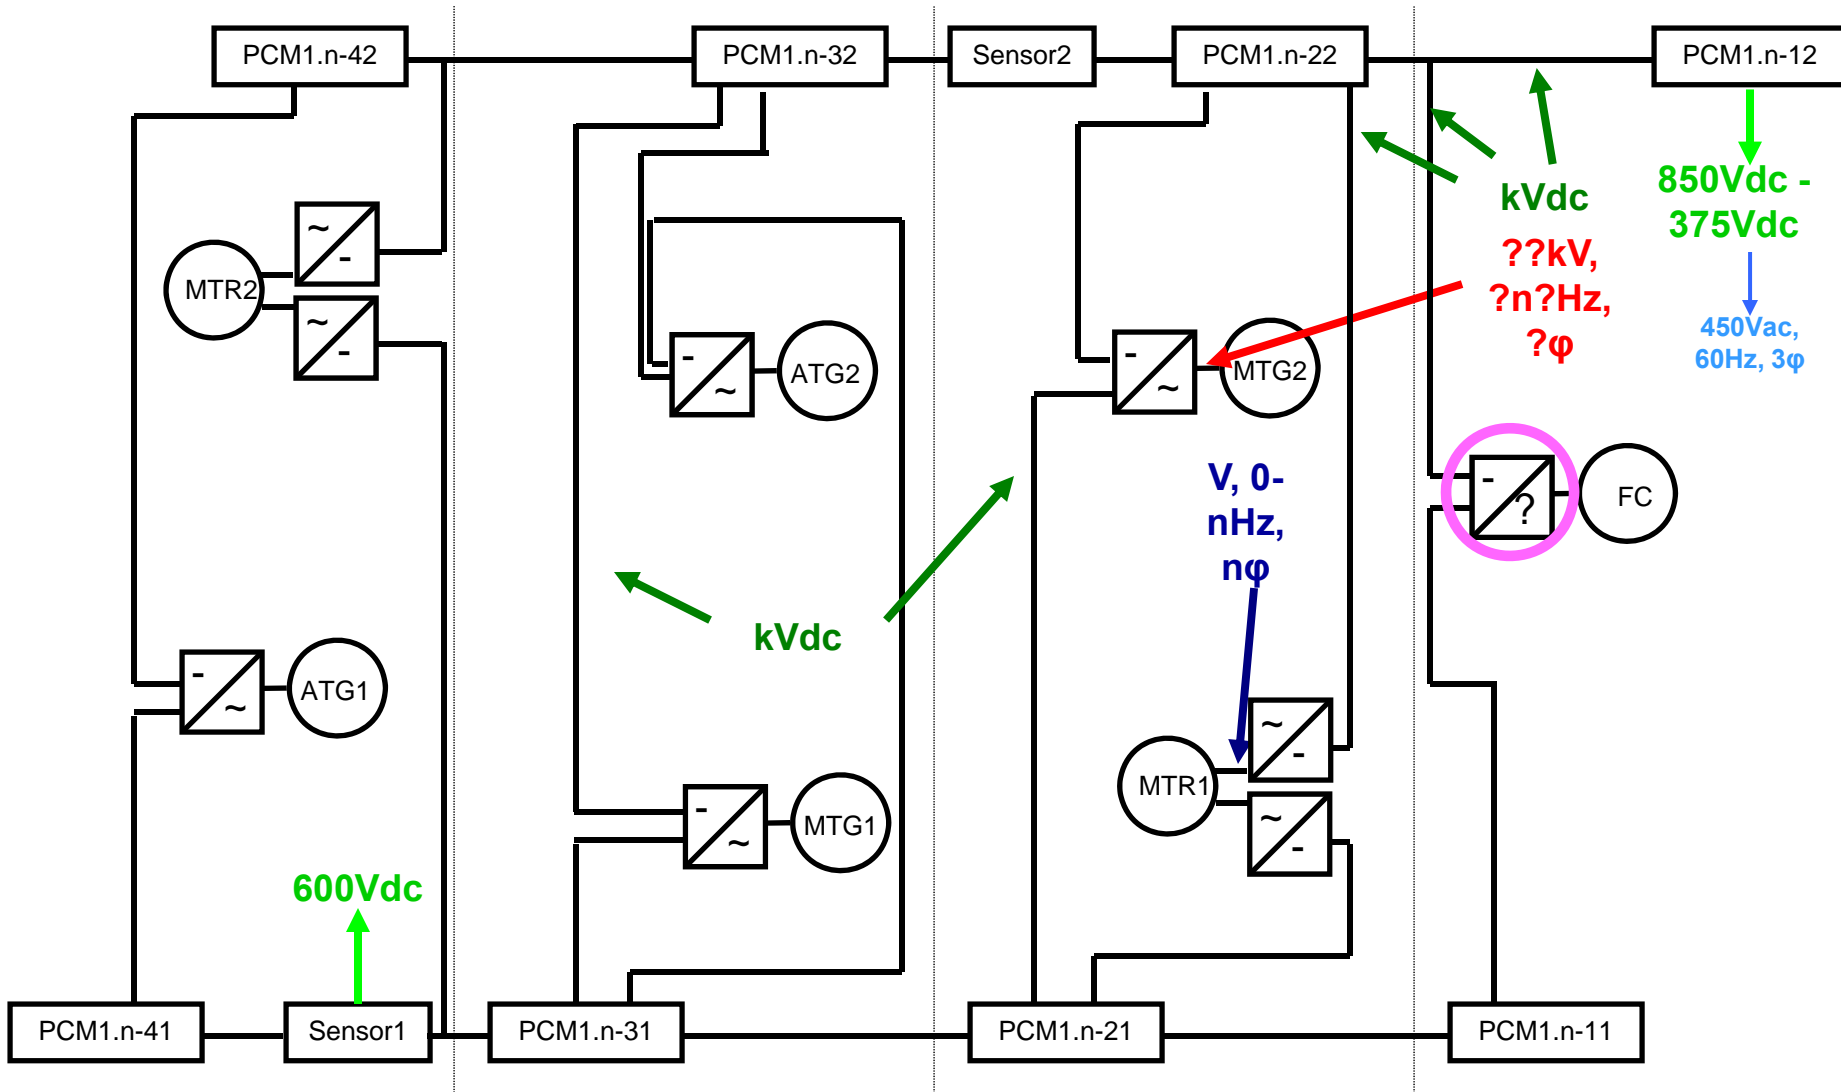 PCM1.n-42
PCM1.n-32
Sensor2
PCM1.n-22
PCM1.n-12
850Vdc -
375Vdc
kVdc
??kV,
?n?Hz,
?φ
450Vac,
60Hz, 3φ
~
-
MTR2
~
-
-
~
ATG2
-
~
MTG2
V, 0-
nHz,
nφ
-
?
FC
kVdc
-
~
ATG1
~
-
MTR1
~
-
-
~
MTG1
600Vdc
PCM1.n-41
Sensor1
PCM1.n-31
PCM1.n-21
PCM1.n-11